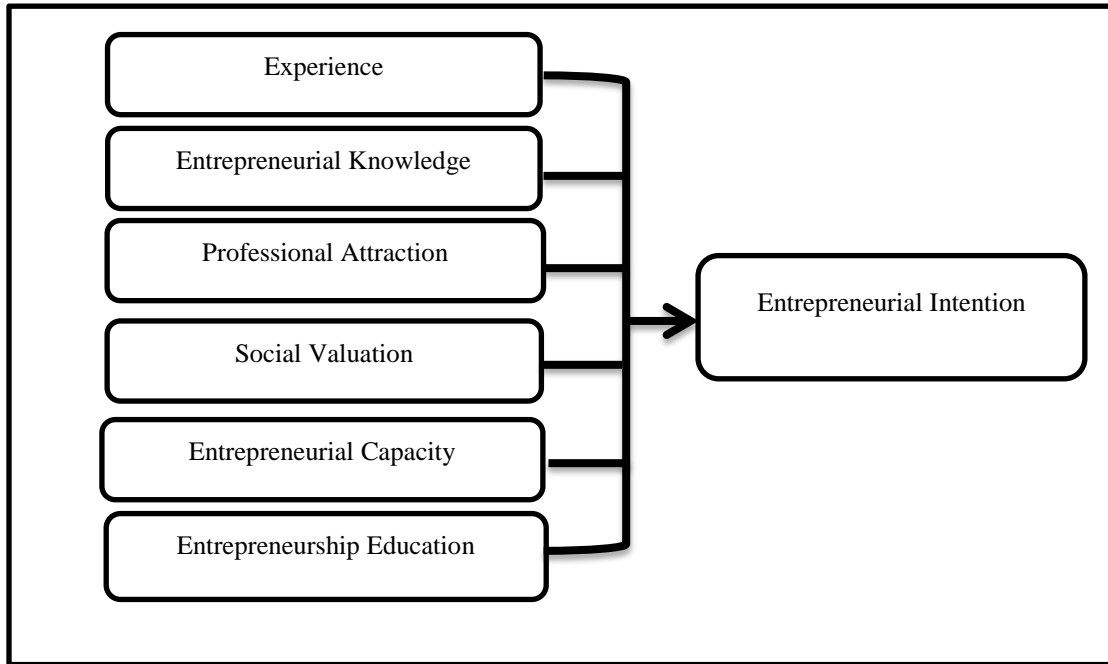 Experience
Entrepreneurial Knowledge
Professional Attraction
Social Valuation
Entrepreneurial Capacity
Entrepreneurship Education
Entrepreneurial Intention